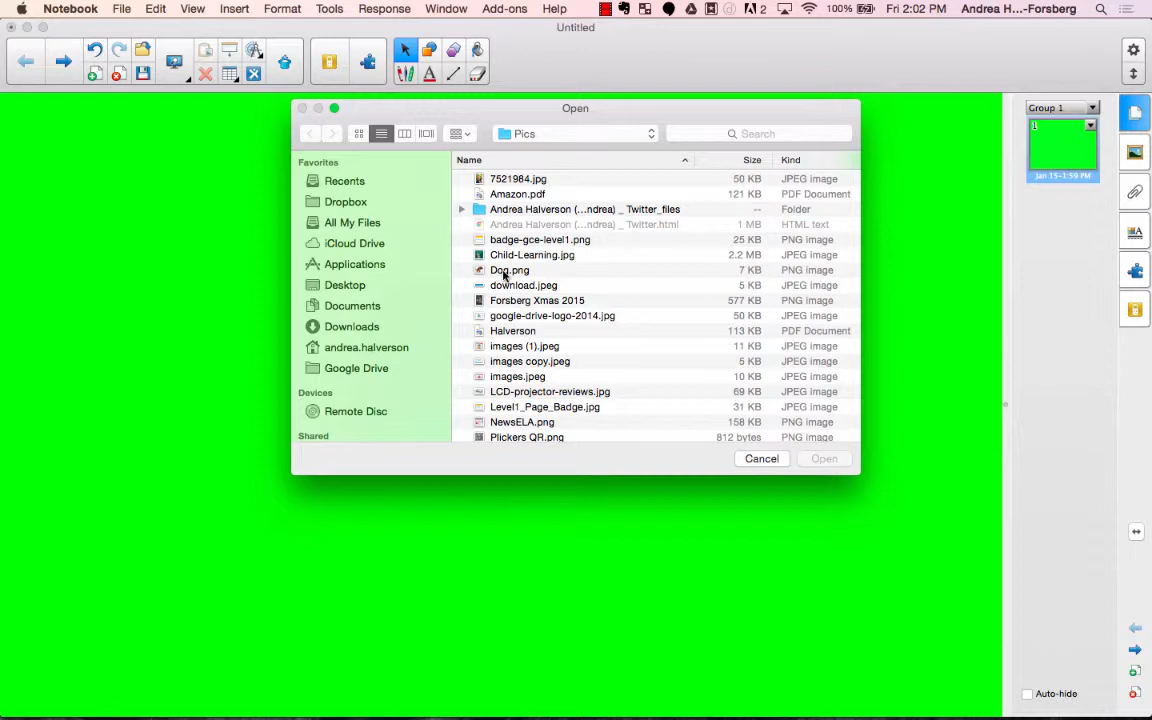 Notebook File Edit View Insert Format Tools Response Window Add-ons Help 2 100% Fri 2:02 PM Andrea H...-Forsberg
Untitled
Open
Pics
Search
Favorites
Recents
Dropbox
All My Files
iCloud Drive
Applications
Desktop
Documents
Downloads
andrea.halverson
Google Drive
Devices
Remote Disc
Shared
Name Size Kind
7521984.jpg 50 KB JPEG image
Amazon.pdf 121 KB PDF Document
Andrea Halverson (...ndrea) _ Twitter_files -- Folder
Andrea Halverson (...ndrea) _ Twitter.html 1 MB HTML text
badge-gce-level1.png 25 KB PNG image
Child-Learning.jpg 2.2 MB JPEG image
Dog.png 7 KB PNG image
download.jpeg 5 KB JPEG image
Forsberg Xmas 2015 577 KB PNG image
google-drive-logo-2014.jpg 50 KB JPEG image
Halverson 113 KB PDF Document
images (1).jpeg 11 KB JPEG image
images copy.jpeg 5 KB JPEG image
images.jpeg 10 KB JPEG image
LCD-projector-reviews.jpg 69 KB JPEG image
Level1_Page_Badge.jpg 31 KB JPEG image
NewsELA.png 158 KB PNG image
Plickers QR.png 812 bytes PNG image
Cancel
Open
Group 1
1
Jan 15-1:59 PM
Auto-hide